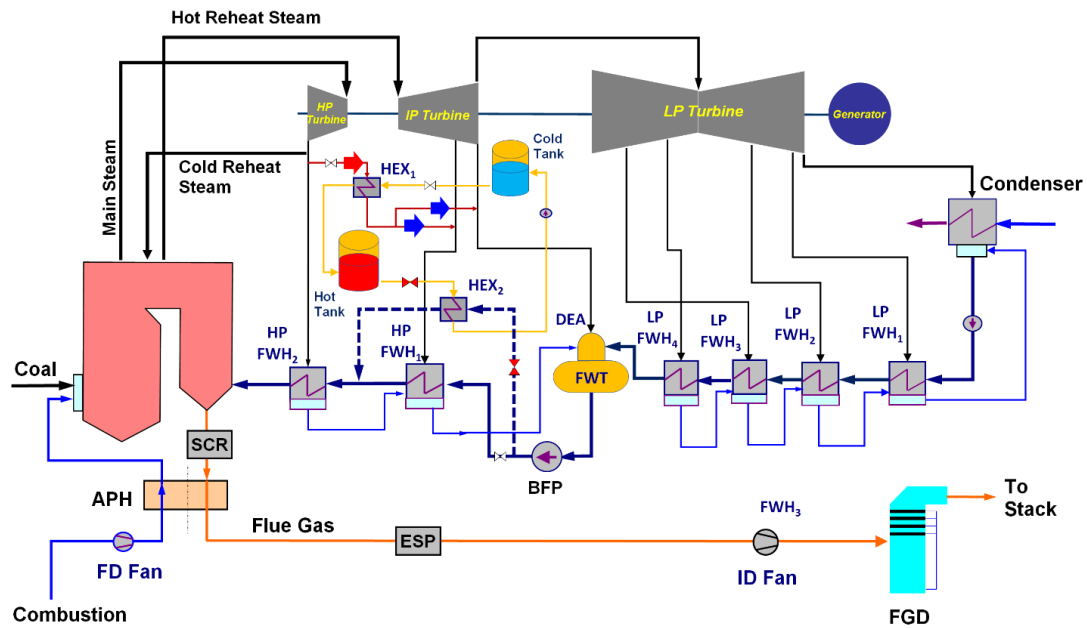 Hot Reheat Steam
Main Steam
Cold Reheat
Steam
HP
Turbine
IP Turbine
LP Turbine
Generator
Cold
Tank
HEX1
Condenser
Hot
Tank
HEX2
DEA
FWT
HP
FWH2
HP
FWH1
LP
FWH4
LP
FWH3
LP
FWH2
LP
FWH1
Coal
SCR
BFP
APH
Flue Gas
ESP
FWH3
To
Stack
FD Fan
ID Fan
Combustion
FGD